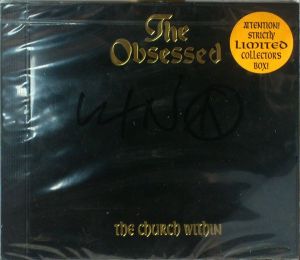 The
Obsessed
ATTENTION!
STRICTLY
LIMITED
COLLECTORS
BOX!
THE CHURCH WITHIN